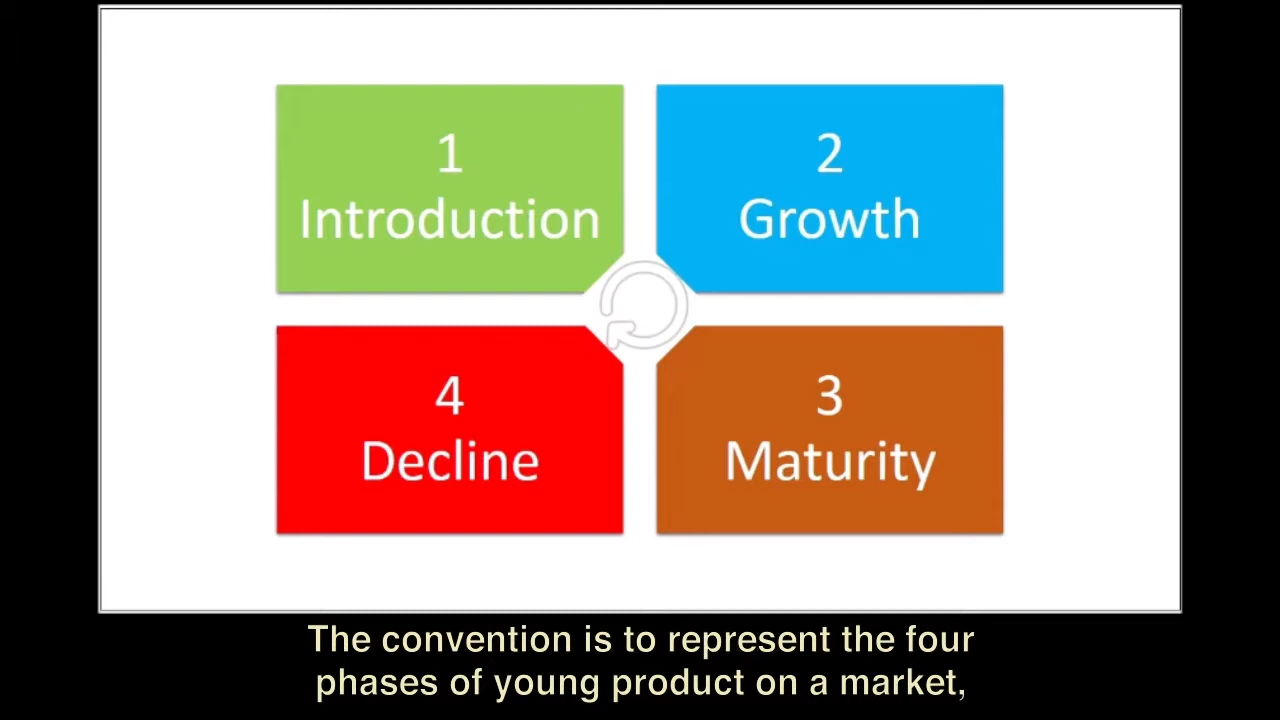 1
Introduction
2
Growth
4
Decline
3
Maturity
The convention is to represent the four
phases of young product on a market,